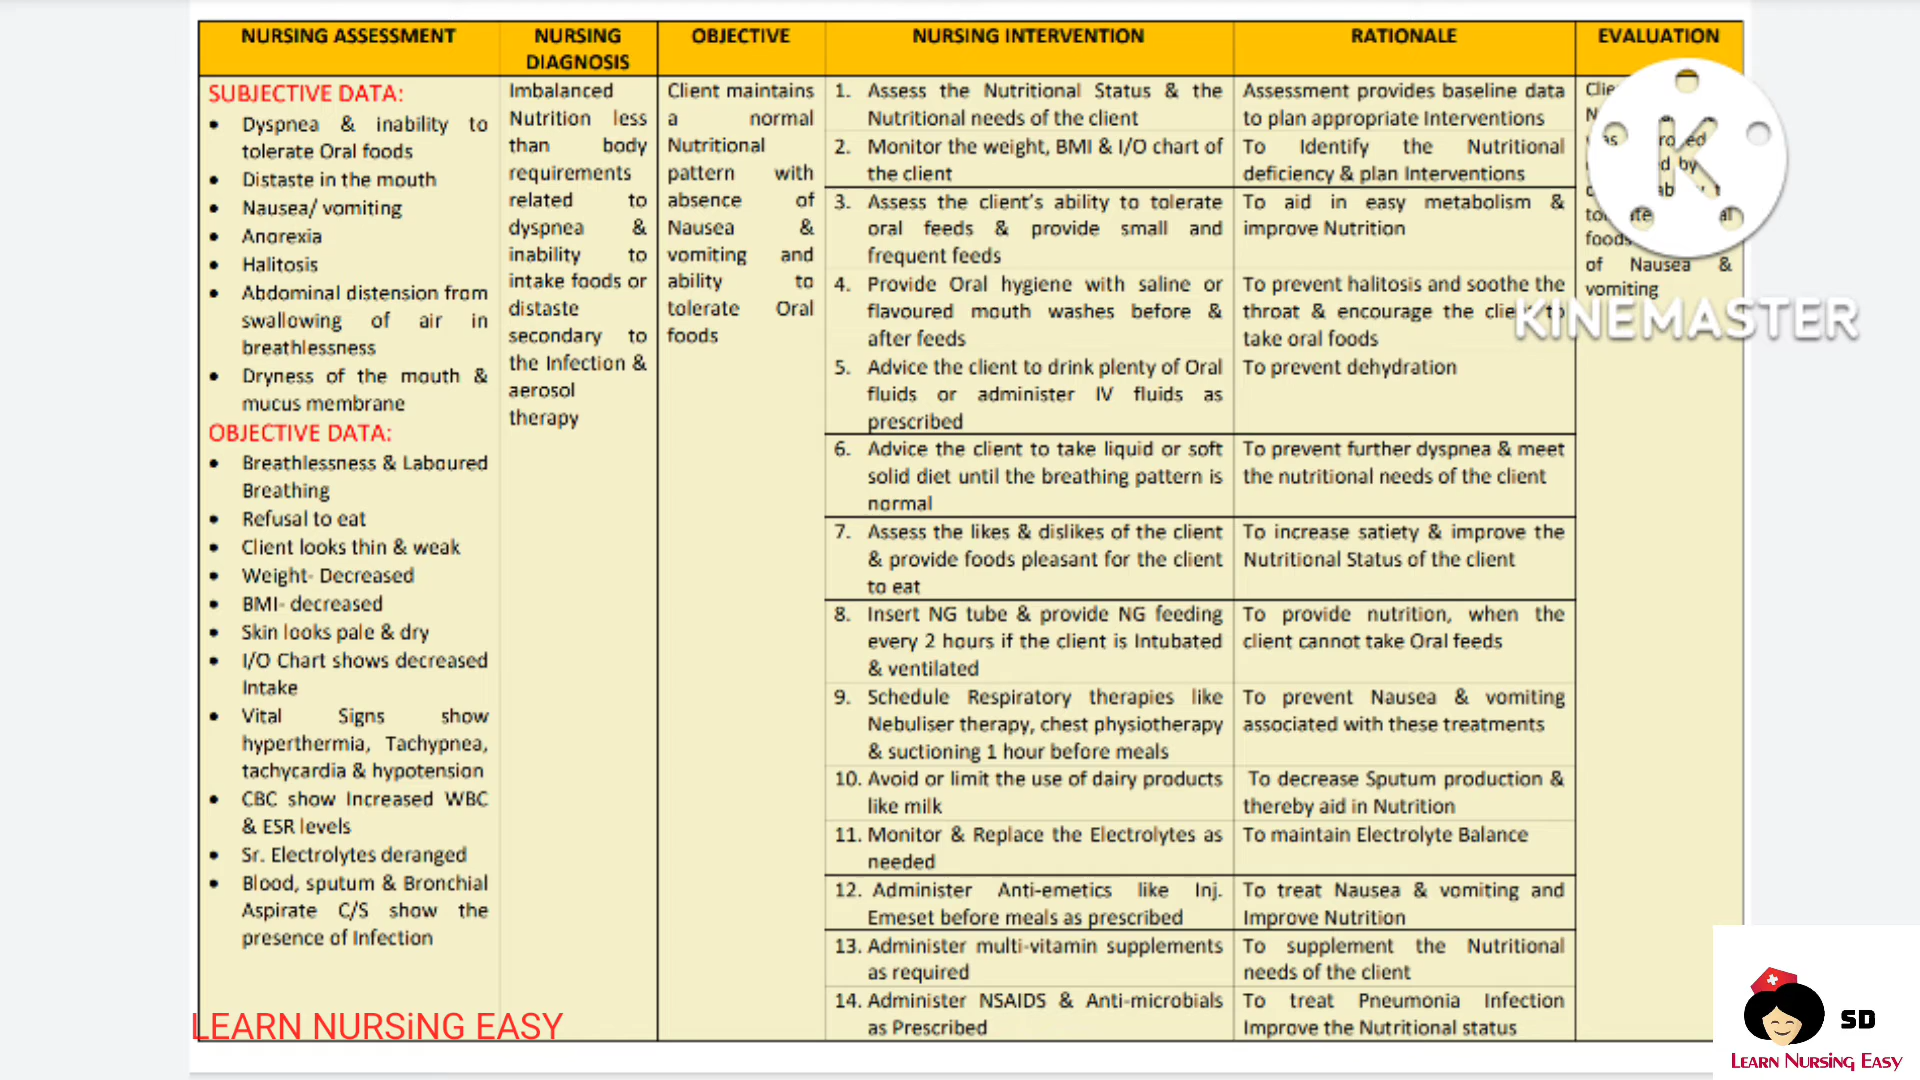 NURSING ASSESSMENT
NURSING
DIAGNOSIS
OBJECTIVE
NURSING INTERVENTION
RATIONALE
EVALUATION
SUBJECTIVE DATA:
• Dyspnea & inability to
tolerate Oral foods
• Distaste in the mouth
• Nausea/ vomiting
• Anorexia
• Halitosis
• Abdominal distension from
swallowing of air in
breathlessness
• Dryness of the mouth &
mucus membrane
OBJECTIVE DATA:
• Breathlessness & Laboured
Breathing
• Refusal to eat
• Client looks thin & weak
• Weight- Decreased
• BMI- decreased
• Skin looks pale & dry
• I/O Chart shows decreased
Intake
• Vital Signs show
hyperthermia, Tachypnea,
tachycardia & hypotension
• CBC show Increased WBC
& ESR levels
• Sr. Electrolytes deranged
• Blood, sputum & Bronchial
Aspirate C/S show the
presence of Infection
Imbalanced
Nutrition less
than body
requirements
related to
dyspnea &
inability to
intake foods or
distaste
secondary to
the Infection &
aerosol
therapy
Client maintains
a normal
Nutritional
pattern with
absence of
Nausea &
vomiting and
ability to
tolerate Oral
foods
1. Assess the Nutritional Status & the
Nutritional needs of the client
2. Monitor the weight, BMI & I/O chart of
the client
3. Assess the client's ability to tolerate
oral feeds & provide small and
frequent feeds
4. Provide Oral hygiene with saline or
flavoured mouth washes before &
after feeds
5. Advice the client to drink plenty of Oral
fluids or administer IV fluids as
prescribed
6. Advice the client to take liquid or soft
solid diet until the breathing pattern is
normal
7. Assess the likes & dislikes of the client
& provide foods pleasant for the client
to eat
8. Insert NG tube & provide NG feeding
every 2 hours if the client is Intubated
& ventilated
9. Schedule Respiratory therapies like
Nebuliser therapy, chest physiotherapy
& suctioning 1 hour before meals
10. Avoid or limit the use of dairy products
like milk
11. Monitor & Replace the Electrolytes as
needed
12. Administer Anti-emetics like Inj.
Emeset before meals as prescribed
13. Administer multi-vitamin supplements
as required
14. Administer NSAIDS & Anti-microbials
as Prescribed
Assessment provides baseline data
to plan appropriate Interventions
To Identify the Nutritional
deficiency & plan Interventions
To aid in easy metabolism &
improve Nutrition
To prevent halitosis and soothe the
throat & encourage the client to
take oral foods
To prevent dehydration
To prevent further dyspnea & meet
the nutritional needs of the client
To increase satiety & improve the
Nutritional Status of the client
To provide nutrition, when the
client cannot take Oral feeds
To prevent Nausea & vomiting
associated with these treatments
To decrease Sputum production &
thereby aid in Nutrition
To maintain Electrolyte Balance
To treat Nausea & vomiting and
Improve Nutrition
To supplement the Nutritional
needs of the client
To treat Pneumonia Infection
Improve the Nutritional status
by
foods
of Nausea &
vomiting
K
KINEMASTER
LEARN NURSiNG EASY
SD
LEARN NURSING EASY